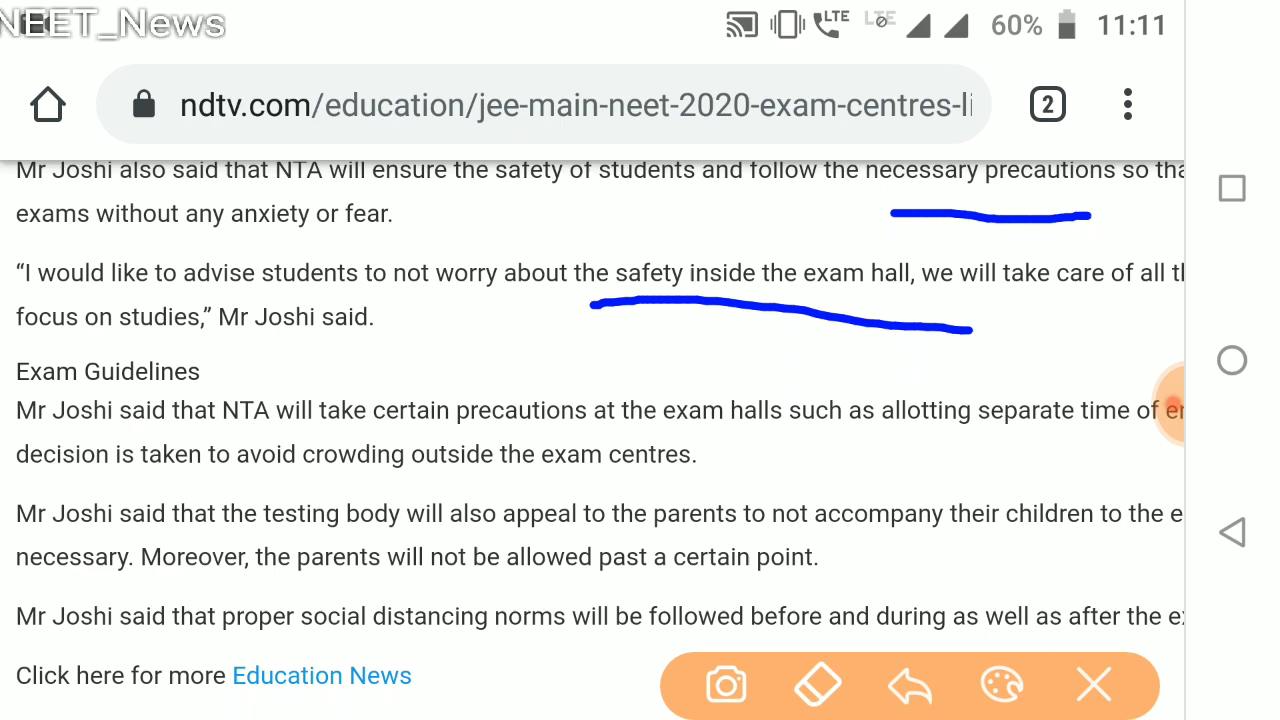 NEET_News
LTE LTE 60% 11:11
ndtv.com/education/jee-main-neet-2020-exam-centres-li
2
Mr Joshi also said that NTA will ensure the safety of students and follow the necessary precautions so tha
exams without any anxiety or fear.
“I would like to advise students to not worry about the safety inside the exam hall, we will take care of all th
focus on studies,” Mr Joshi said.
Exam Guidelines
Mr Joshi said that NTA will take certain precautions at the exam halls such as allotting separate time of en
decision is taken to avoid crowding outside the exam centres.
Mr Joshi said that the testing body will also appeal to the parents to not accompany their children to the e
necessary. Moreover, the parents will not be allowed past a certain point.
Mr Joshi said that proper social distancing norms will be followed before and during as well as after the ex
Click here for more Education News